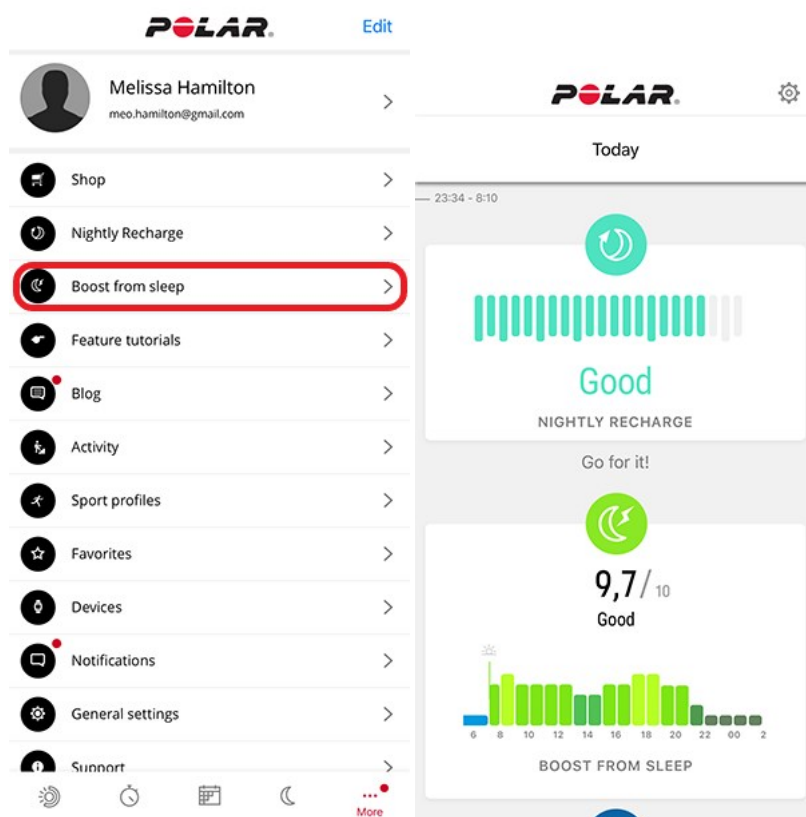 POLAR.
Edit
Melissa Hamilton
meo.hamilton@gmail.com
Shop
Nightly Recharge
Boost from sleep
Feature tutorials
Blog
Activity
Sport profiles
Favorites
Devices
Notifications
General settings
Support
More
POLAR.
Today
23:34 - 8:10
Good
NIGHTLY RECHARGE
Go for it!
9,7/ 10
Good
6 8 10 12 14 16 18 20 22 00 2
BOOST FROM SLEEP